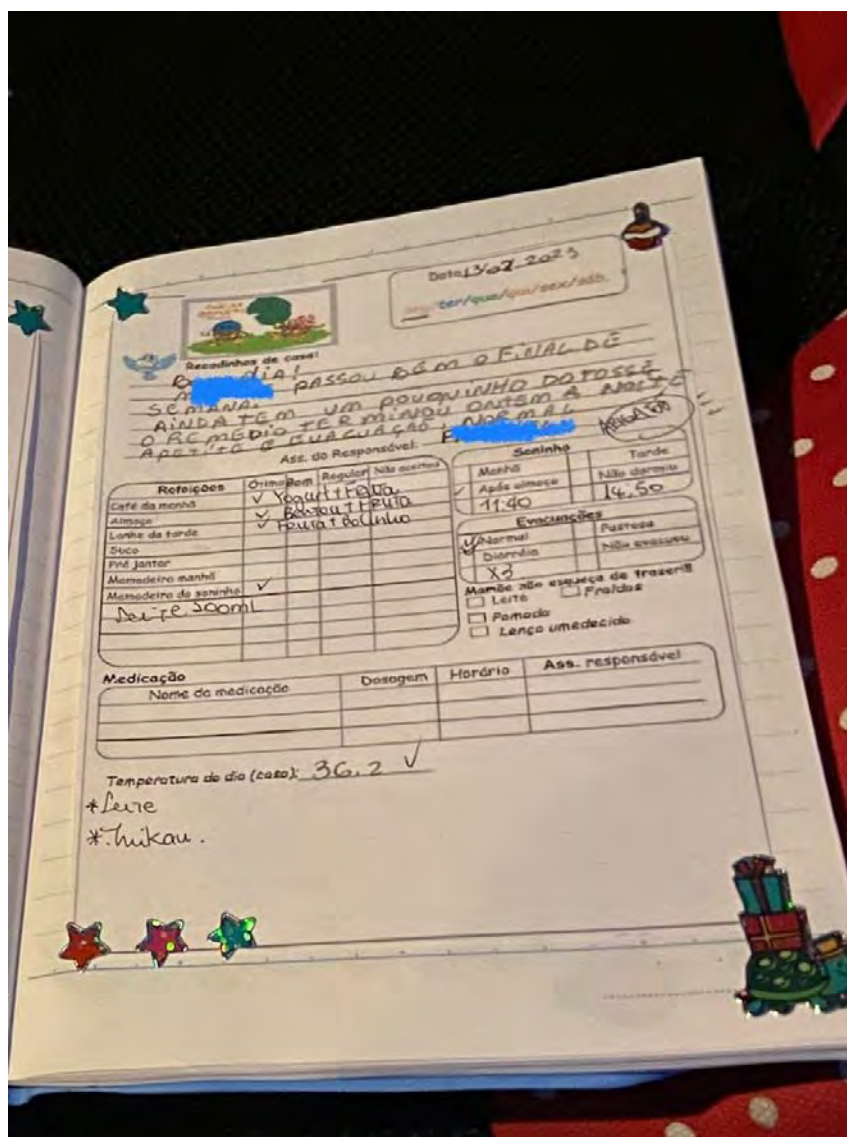 Data 13/02-2023
seg/ter/qua/qui/sex/sáb.
Recadinhos de casa:
DIA!
PASSOU BEM O FINAL DE
SEMANA.
AINDA TEM UM POUQUINHO DO TOSSE
O REMÉDIO TERMINOU ONTEM À NOITE
APETITE E EVACUAÇÃO, NORMAL
Ass. do Responsável:
Refeições Ótimo Bom Regular Não aceitou
Café da manhã ✓ Yogurt + Fruta
Almoço ✓ + FRUTA
Lanche da tarde ✓ Fruta + Bolinho
Suco
Pré Jantar
Mamadeira manhã
Mamadeira do soninho ✓
300ml
Soninho
Manhã Tarde
✓ Após almoço Não dormiu
11:40 14:50
Evacuações
✓ Normal Pastosa
Diarréia Não evacuou
X3
Mamãe não esqueça de trazer!!!
Leite Fraldas
Pomada
Lenço umedecido
Medicação
Nome da medicação Dosagem Horário Ass. responsável
Temperatura do dia (casa): 36.2 ✓